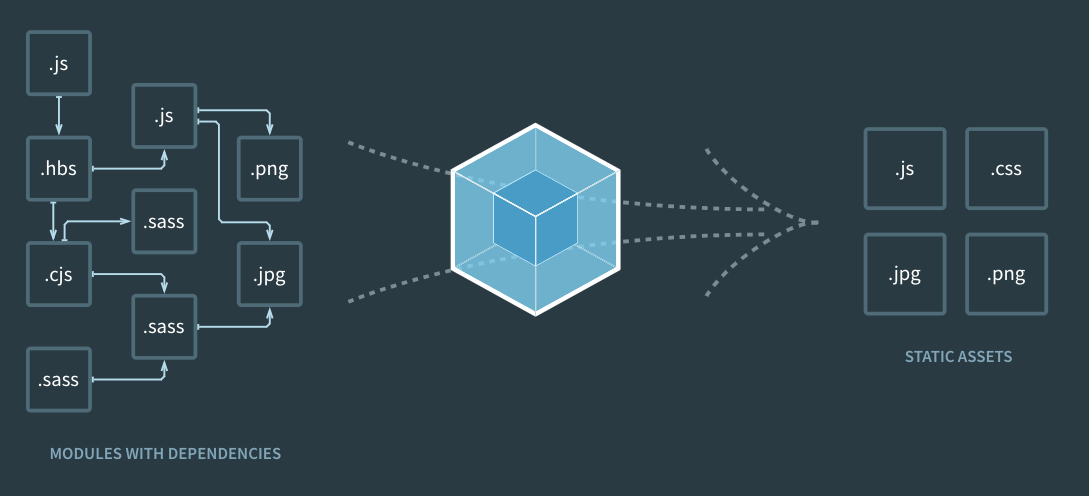 .js
.js
.hbs
.png
.sass
.cjs
.jpg
.sass
.sass
MODULES WITH DEPENDENCIES
.js
.css
.jpg
.png
STATIC ASSETS